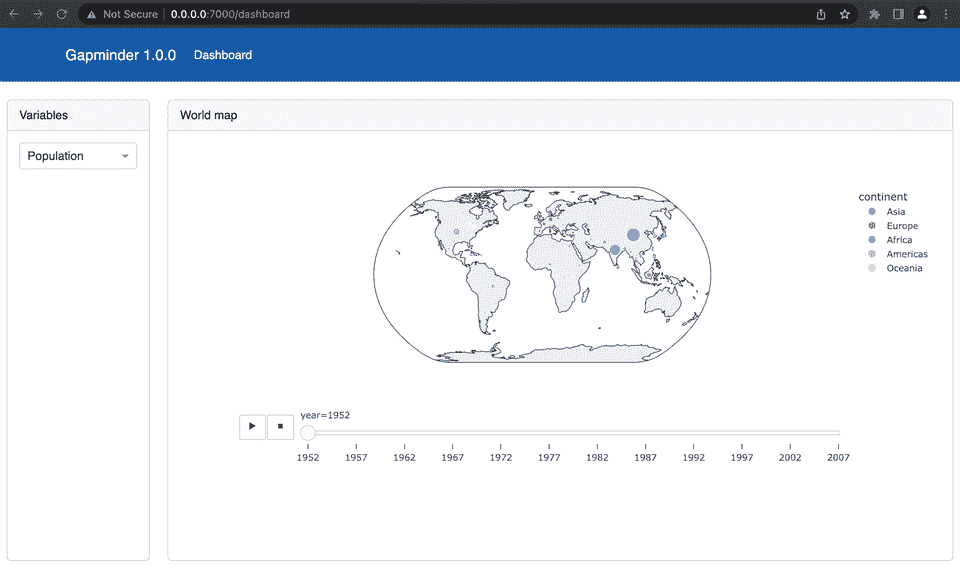 Not Secure 0.0.0.0:7000/dashboard
Gapminder 1.0.0 Dashboard
Variables
World map
Population
continent
Asia
Europe
Africa
Americas
Oceania
year=1952
1952 1957 1962 1967 1972 1977 1982 1987 1992 1997 2002 2007